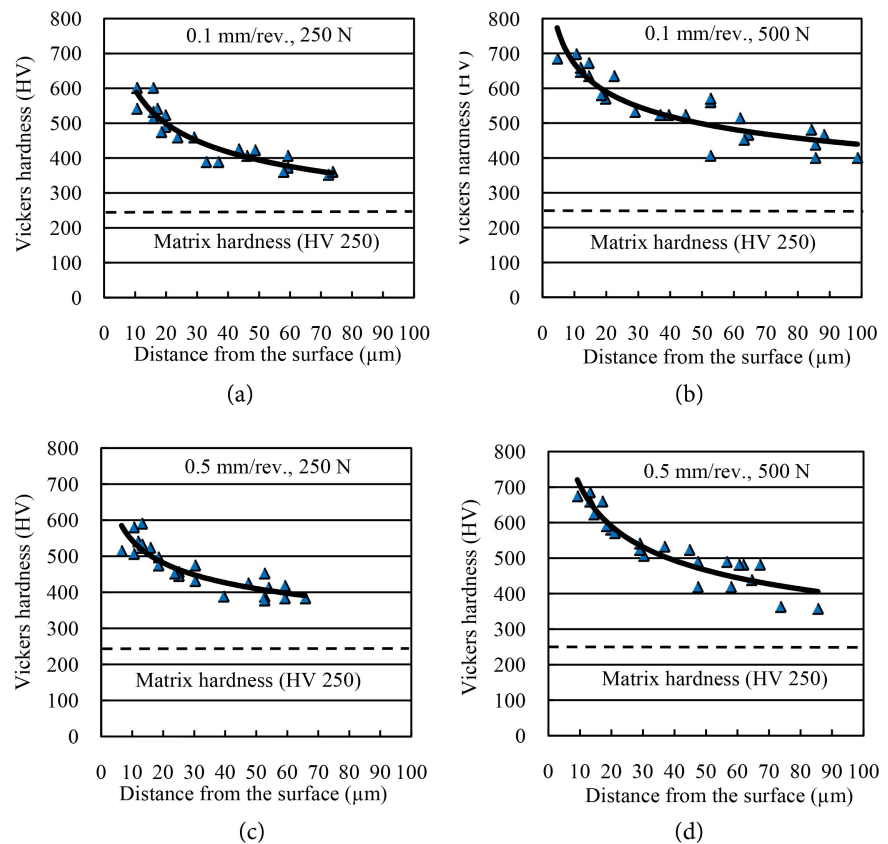 800
700
600
500
400
300
200
100
0
Vickers hardness (HV)
0.1 mm/rev., 250 N
Matrix hardness (HV 250)
0 10 20 30 40 50 60 70 80 90 100
Distance from the surface (µm)
(a)
800
700
600
500
400
300
200
100
0
Vickers hardness (HV)
0.1 mm/rev., 500 N
Matrix hardness (HV 250)
0 10 20 30 40 50 60 70 80 90 100
Distance from the surface (µm)
(b)
800
700
600
500
400
300
200
100
0
Vickers hardness (HV)
0.5 mm/rev., 250 N
Matrix hardness (HV 250)
0 10 20 30 40 50 60 70 80 90 100
Distance from the surface (µm)
(c)
800
700
600
500
400
300
200
100
0
Vickers hardness (HV)
0.5 mm/rev., 500 N
Matrix hardness (HV 250)
0 10 20 30 40 50 60 70 80 90 100
Distance from the surface (µm)
(d)